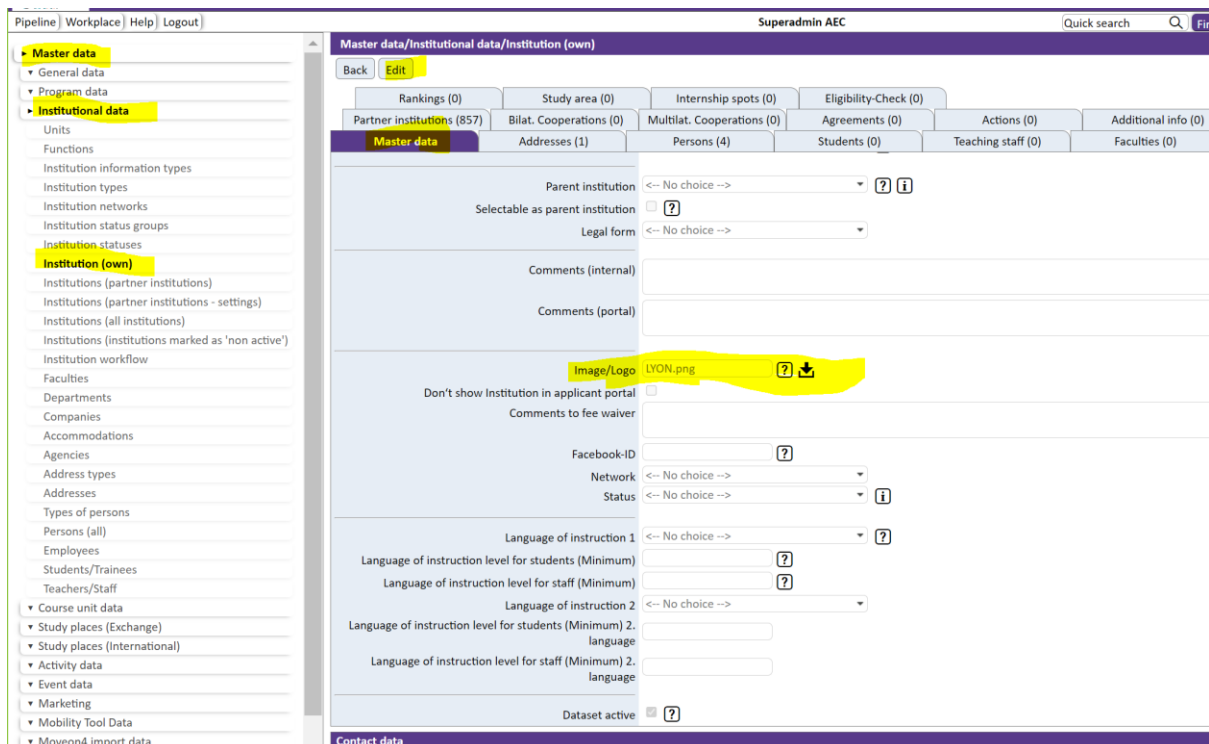 Pipeline Workplace Help Logout
Superadmin AEC
Quick search
Master data
General data
Program data
Institutional data
Units
Functions
Institution information types
Institution types
Institution networks
Institution status groups
Institution statuses
Institution (own)
Institutions (partner institutions)
Institutions (partner institutions - settings)
Institutions (all institutions)
Institutions (institutions marked as 'non active')
Institution workflow
Faculties
Departments
Companies
Accommodations
Agencies
Address types
Addresses
Types of persons
Persons (all)
Employees
Students/Trainees
Teachers/Staff
Course unit data
Study places (Exchange)
Study places (International)
Activity data
Event data
Marketing
Mobility Tool Data
Moveon4 import data
Master data/Institutional data/Institution (own)
Back Edit
Rankings (0) Study area (0) Internship spots (0) Eligibility-Check (0)
Partner institutions (857) Bilat. Cooperations (0) Multilat. Cooperations (0) Agreements (0) Actions (0) Additional info (0)
Master data Addresses (1) Persons (4) Students (0) Teaching staff (0) Faculties (0)
Parent institution <-- No choice --> ? i
Selectable as parent institution ?
Legal form <-- No choice -->
Comments (internal)
Comments (portal)
Image/Logo LYON.png ?
Don't show Institution in applicant portal
Comments to fee waiver
Facebook-ID ?
Network <-- No choice -->
Status <-- No choice --> i
Language of instruction 1 <-- No choice --> ?
Language of instruction level for students (Minimum) ?
Language of instruction level for staff (Minimum) ?
Language of instruction 2 <-- No choice -->
Language of instruction level for students (Minimum) 2.
language
Language of instruction level for staff (Minimum) 2.
language
Dataset active ?
Contact data